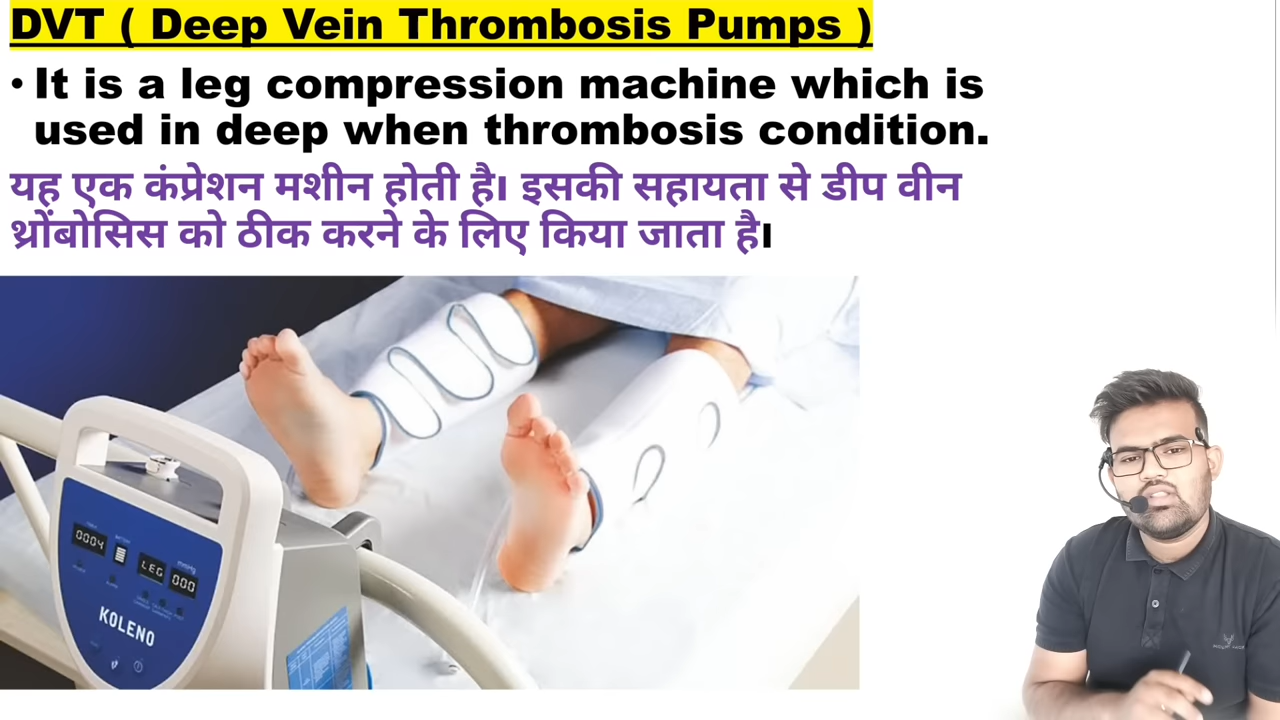 DVT ( Deep Vein Thrombosis Pumps )
• It is a leg compression machine which is
used in deep when thrombosis condition.
यह एक कंप्रेशन मशीन होती है। इसकी सहायता से डीप वीन
थ्रोंबोसिस को ठीक करने के लिए किया जाता है।
0004
LEG 000
KOLENO